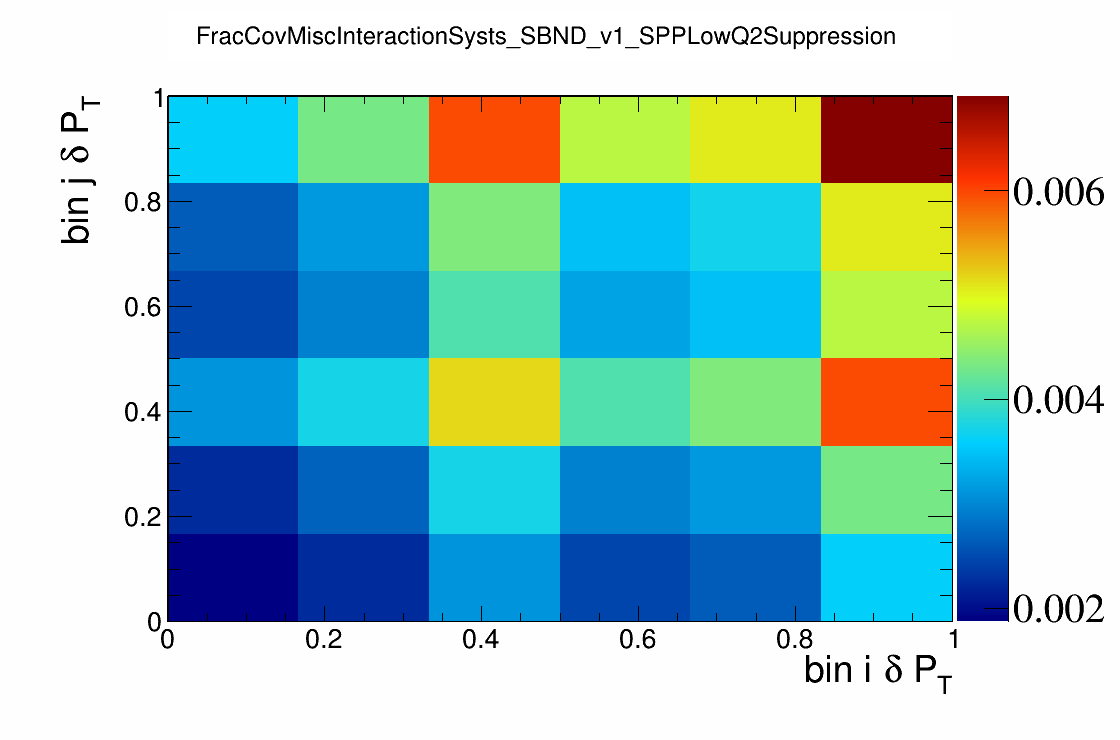 FracCovMiscInteractionSysts_SBND_v1_SPPLowQ2Suppression
bin j δ P_T
1
0.8
0.6
0.4
0.2
0
0 0.2 0.4 0.6 0.8 1
bin i δ P_T
0.006
0.004
0.002